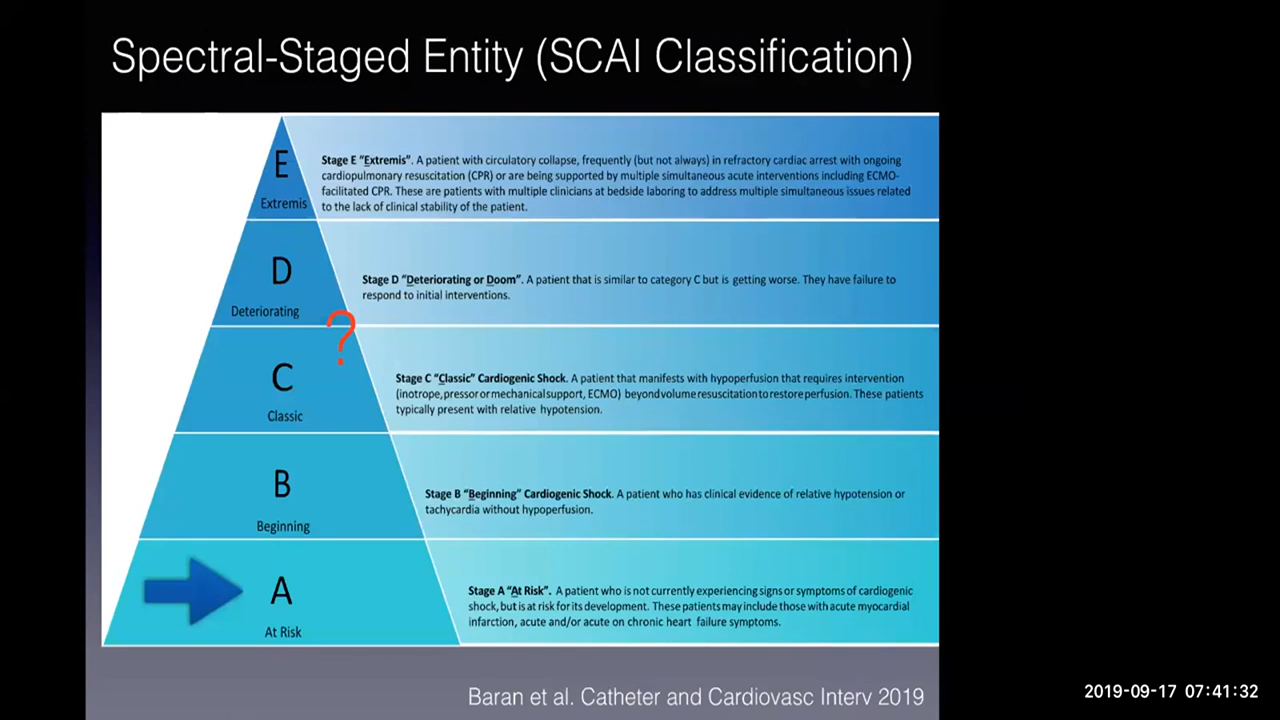 Spectral-Staged Entity (SCAI Classification)
E
Extremis
Stage E "Extremis". A patient with circulatory collapse, frequently (but not always) in refractory cardiac arrest with ongoing
cardiopulmonary resuscitation (CPR) or are being supported by multiple simultaneous acute interventions including ECMO-
facilitated CPR. These are patients with multiple clinicians at bedside laboring to address multiple simultaneous issues related
to the lack of clinical stability of the patient.
D
Deteriorating
Stage D "Deteriorating or Doom". A patient that is similar to category C but is getting worse. They have failure to
respond to initial interventions.
?
C
Classic
Stage C "Classic" Cardiogenic Shock. A patient that manifests with hypoperfusion that requires intervention
(inotrope, pressor or mechanical support, ECMO) beyond volume resuscitation to restore perfusion. These patients
typically present with relative hypotension.
B
Beginning
Stage B "Beginning" Cardiogenic Shock. A patient who has clinical evidence of relative hypotension or
tachycardia without hypoperfusion.
A
At Risk
Stage A "At Risk". A patient who is not currently experiencing signs or symptoms of cardiogenic
shock, but is at risk for its development. These patients may include those with acute myocardial
infarction, acute and/or acute on chronic heart failure symptoms.
Baran et al. Catheter and Cardiovasc Interv 2019
2019-09-17 07:41:32